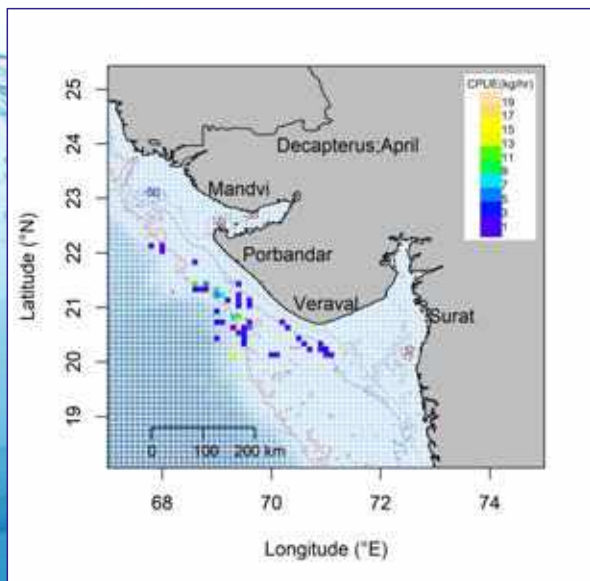 CPUE(kg/hr)
19
17
15
13
11
9
7
5
3
1
Decapterus,April
Mandvi
Porbandar
Veraval
Surat
-50
25
24
23
22
21
20
19
Latitude (°N)
0 100 200 km
68 70 72 74
Longitude (°E)